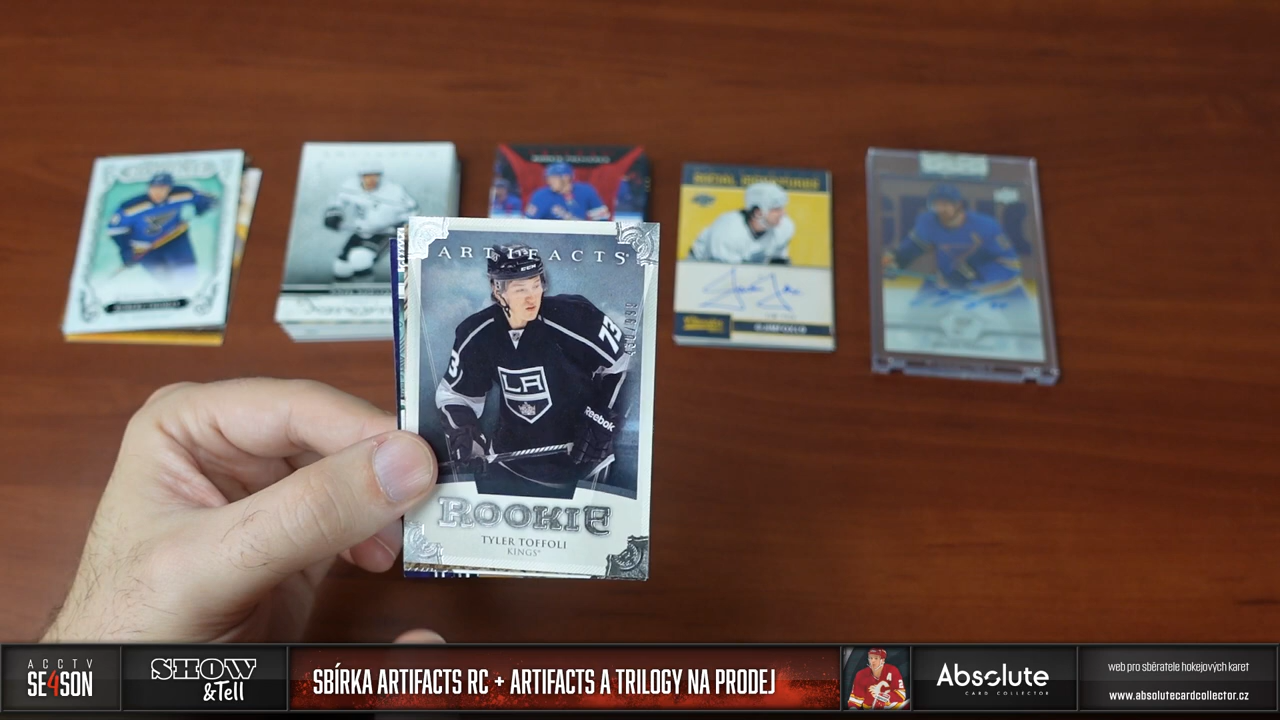 ARTIFACTS
73
LA
Reebok
ROOKIE
TYLER TOFFOLI
KINGS
ACCTV
SE4SON
SHOW
&Tell
SBÍRKA ARTIFACTS RC + ARTIFACTS A TRILOGY NA PRODEJ
Absolute
CARD COLLECTOR
web pro sběratele hokejových karet
www.absolutecardcollector.cz